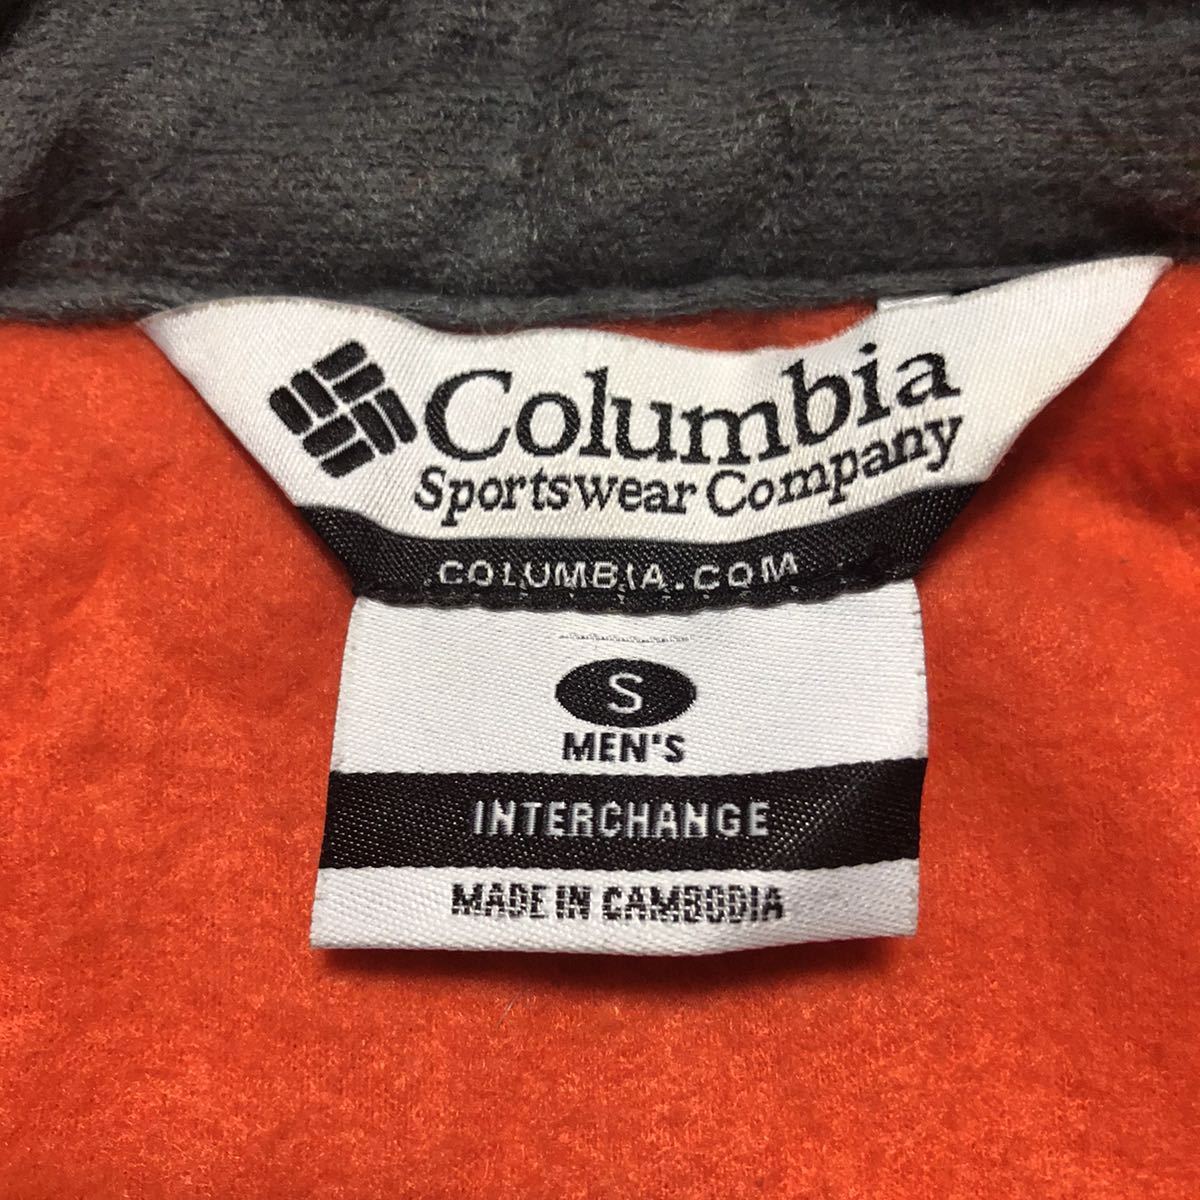 Columbia
Sportswear Company
COLUMBIA.COM
S
MEN'S
INTERCHANGE
MADE IN CAMBODIA